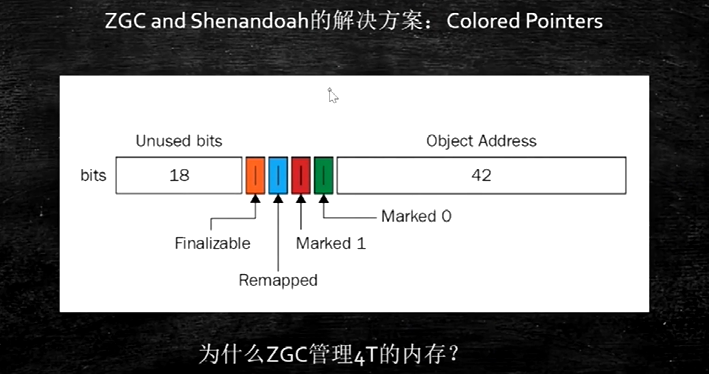 ZGC and Shenandoah的解决方案：Colored Pointers
Unused bits
Object Address
bits
18
42
Marked 0
Finalizable
Marked 1
Remapped
为什么ZGC管理4T的内存？